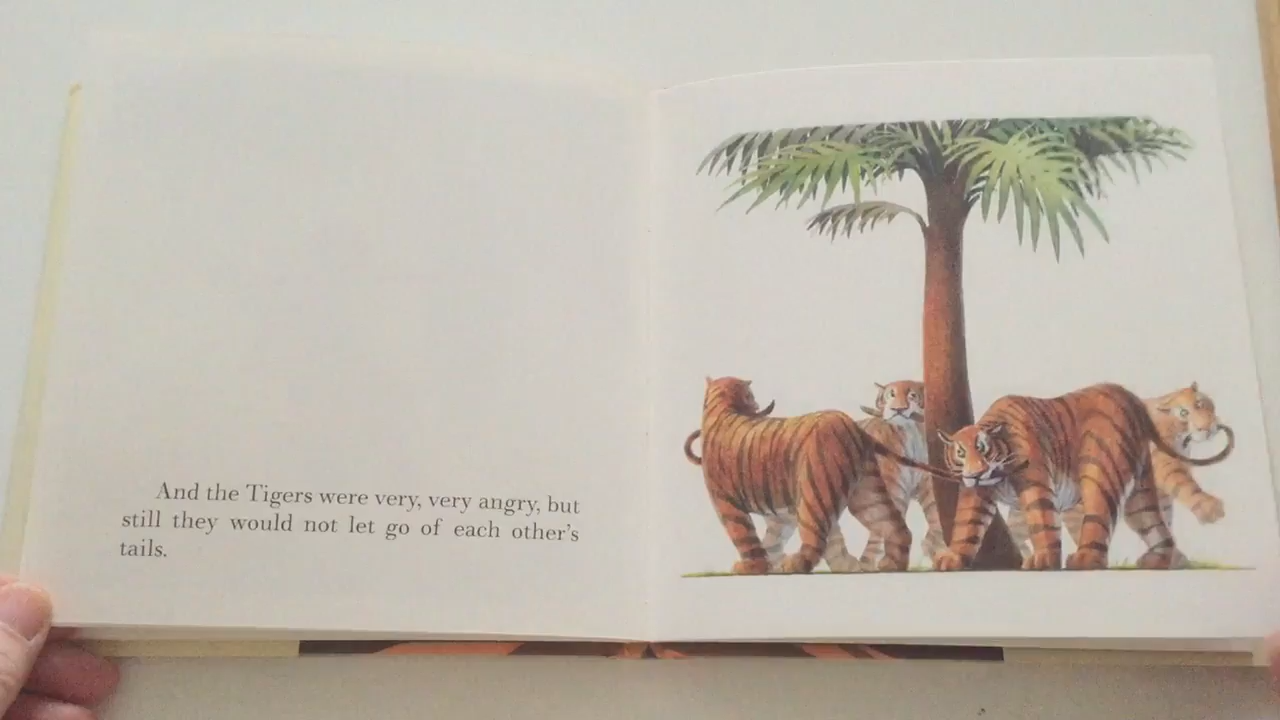 And the Tigers were very, very angry, but
still they would not let go of each other's
tails.